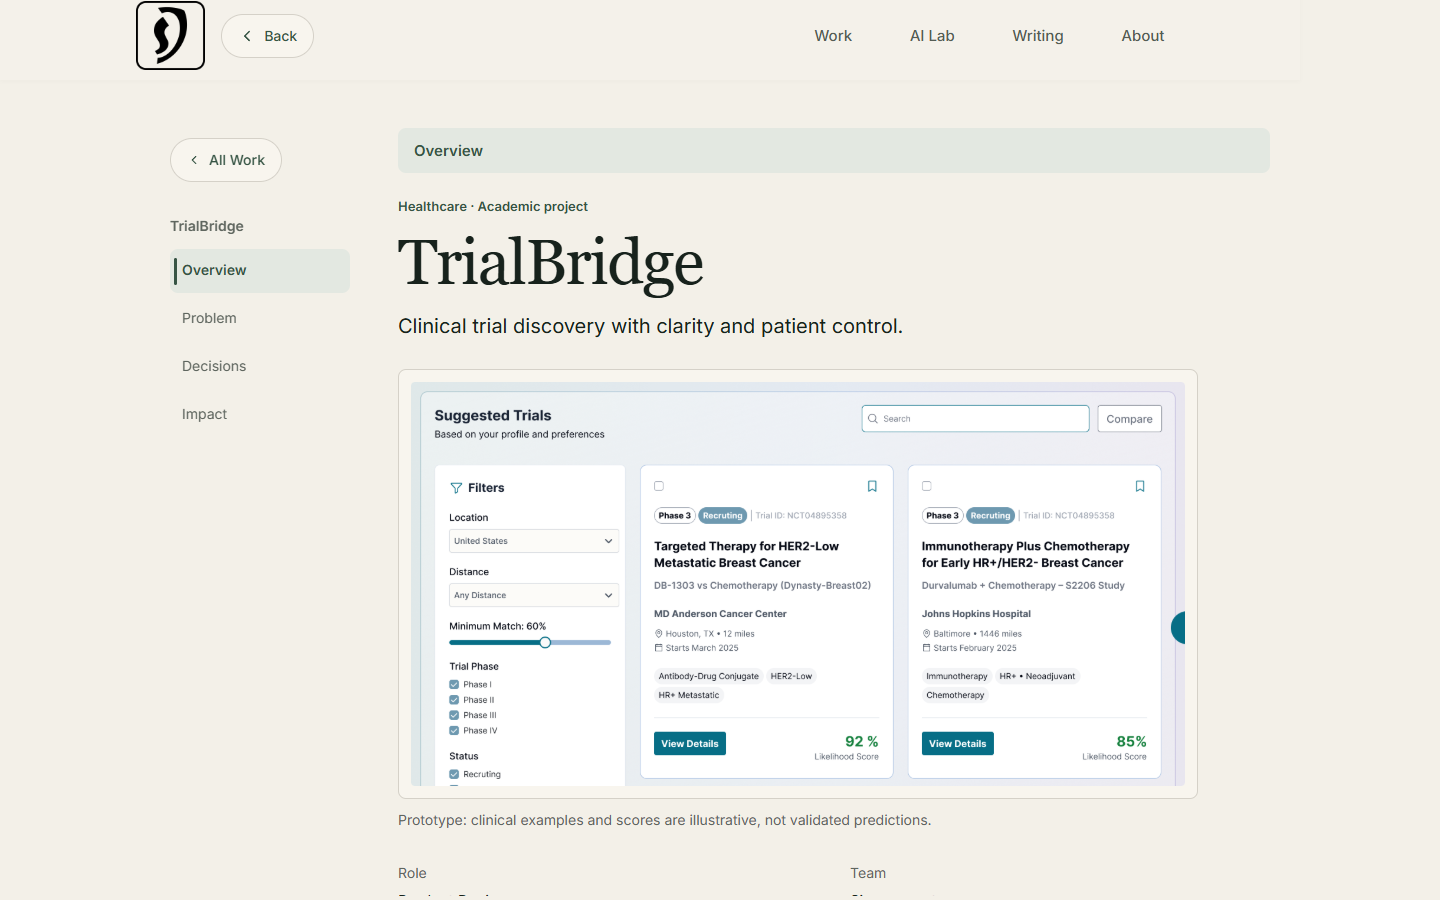 Back
Work
AI Lab
Writing
About
All Work
TrialBridge
Overview
Problem
Decisions
Impact
Overview
Healthcare · Academic project
TrialBridge
Clinical trial discovery with clarity and patient control.
Suggested Trials
Based on your profile and preferences
Search
Compare
Filters
Location
United States
Distance
Any Distance
Minimum Match: 60%
Trial Phase
Phase I
Phase II
Phase III
Phase IV
Status
Recruting
Phase 3
Recruting
| Trial ID: NCT04895358
Targeted Therapy for HER2-Low
Metastatic Breast Cancer
DB-1303 vs Chemotherapy (Dynasty-Breast02)
MD Anderson Cancer Center
Houston, TX • 12 miles
Starts March 2025
Antibody-Drug Conjugate
HER2-Low
HR+ Metastatic
View Details
92 %
Likelihood Score
Phase 3
Recruting
| Trial ID: NCT04895358
Immunotherapy Plus Chemotherapy
for Early HR+/HER2- Breast Cancer
Durvalumab + Chemotherapy – S2206 Study
Johns Hopkins Hospital
Baltimore • 1446 miles
Starts February 2025
Immunotherapy
HR+ • Neoadjuvant
Chemotherapy
View Details
85%
Likelihood Score
Prototype: clinical examples and scores are illustrative, not validated predictions.
Role
Team